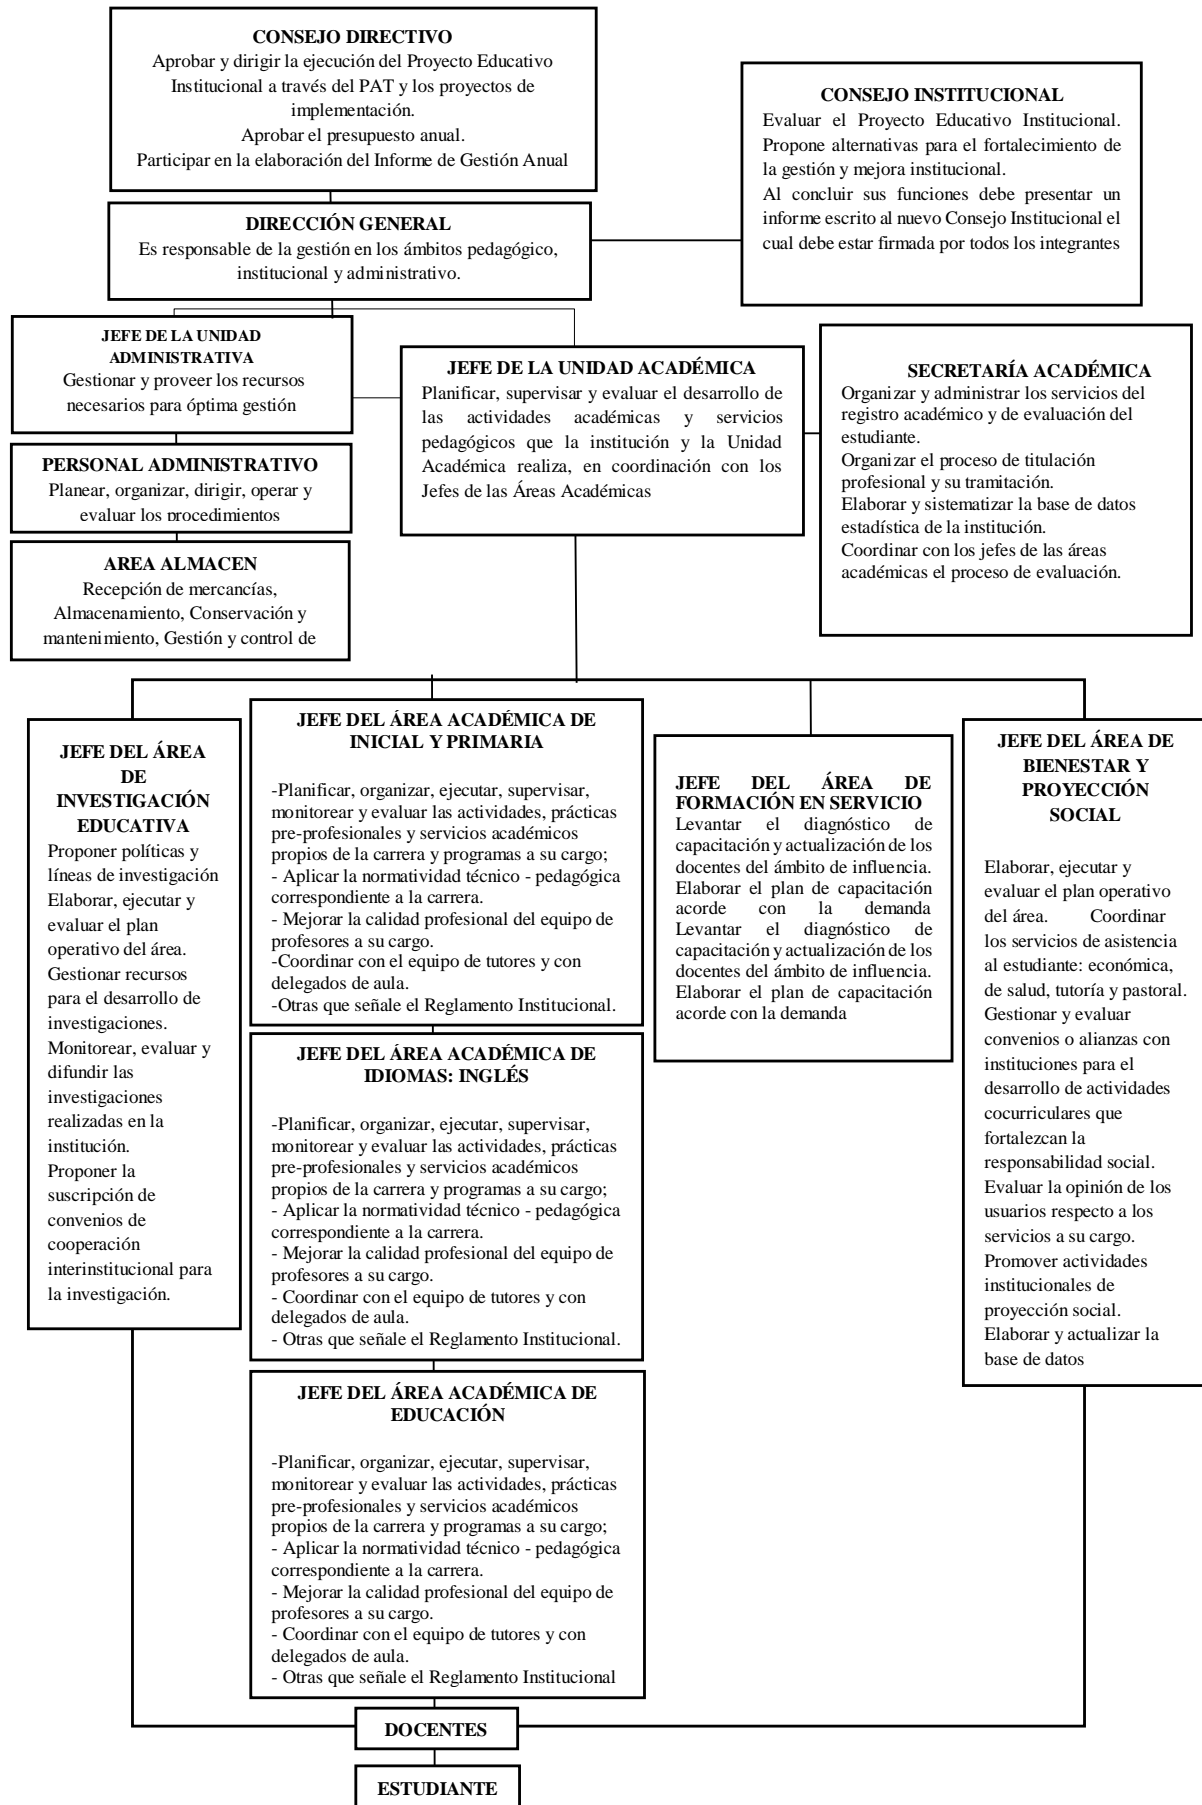 CONSEJO DIRECTIVO
Aprobar y dirigir la ejecución del Proyecto Educativo
Institucional a través del PAT y los proyectos de
implementación.
Aprobar el presupuesto anual.
Participar en la elaboración del Informe de Gestión Anual
CONSEJO INSTITUCIONAL
Evaluar el Proyecto Educativo Institucional.
Propone alternativas para el fortalecimiento de
la gestión y mejora institucional.
Al concluir sus funciones debe presentar un
informe escrito al nuevo Consejo Institucional el
cual debe estar firmada por todos los integrantes
DIRECCIÓN GENERAL
Es responsable de la gestión en los ámbitos pedagógico,
institucional y administrativo.
JEFE DE LA UNIDAD
ADMINISTRATIVA
Gestionar y proveer los recursos
necesarios para óptima gestión
JEFE DE LA UNIDAD ACADÉMICA
Planificar, supervisar y evaluar el desarrollo de
las actividades académicas y servicios
pedagógicos que la institución y la Unidad
Académica realiza, en coordinación con los
Jefes de las Áreas Académicas
SECRETARÍA ACADÉMICA
Organizar y administrar los servicios del
registro académico y de evaluación del
estudiante.
Organizar el proceso de titulación
profesional y su tramitación.
Elaborar y sistematizar la base de datos
estadística de la institución.
Coordinar con los jefes de las áreas
académicas el proceso de evaluación.
PERSONAL ADMINISTRATIVO
Planear, organizar, dirigir, operar y
evaluar los procedimientos
AREA ALMACEN
Recepción de mercancías,
Almacenamiento, Conservación y
mantenimiento, Gestión y control de
JEFE DEL ÁREA
DE
INVESTIGACIÓN
EDUCATIVA
Proponer políticas y
líneas de investigación
Elaborar, ejecutar y
evaluar el plan
operativo del área.
Gestionar recursos
para el desarrollo de
investigaciones.
Monitorear, evaluar y
difundir las
investigaciones
realizadas en la
institución.
Proponer la
suscripción de
convenios de
cooperación
interinstitucional para
la investigación.
JEFE DEL ÁREA ACADÉMICA DE
INICIAL Y PRIMARIA
-Planificar, organizar, ejecutar, supervisar,
monitorear y evaluar las actividades, prácticas
pre-profesionales y servicios académicos
propios de la carrera y programas a su cargo;
- Aplicar la normatividad técnico - pedagógica
correspondiente a la carrera.
- Mejorar la calidad profesional del equipo de
profesores a su cargo.
-Coordinar con el equipo de tutores y con
delegados de aula.
-Otras que señale el Reglamento Institucional.
JEFE DEL ÁREA ACADÉMICA DE
IDIOMAS: INGLÉS
-Planificar, organizar, ejecutar, supervisar,
monitorear y evaluar las actividades, prácticas
pre-profesionales y servicios académicos
propios de la carrera y programas a su cargo;
- Aplicar la normatividad técnico - pedagógica
correspondiente a la carrera.
- Mejorar la calidad profesional del equipo de
profesores a su cargo.
- Coordinar con el equipo de tutores y con
delegados de aula.
- Otras que señale el Reglamento Institucional.
JEFE DEL ÁREA ACADÉMICA DE
EDUCACIÓN
-Planificar, organizar, ejecutar, supervisar,
monitorear y evaluar las actividades, prácticas
pre-profesionales y servicios académicos
propios de la carrera y programas a su cargo;
- Aplicar la normatividad técnico - pedagógica
correspondiente a la carrera.
- Mejorar la calidad profesional del equipo de
profesores a su cargo.
- Coordinar con el equipo de tutores y con
delegados de aula.
- Otras que señale el Reglamento Institucional
JEFE DEL ÁREA DE
FORMACIÓN EN SERVICIO
Levantar el diagnóstico de
capacitación y actualización de los
docentes del ámbito de influencia.
Elaborar el plan de capacitación
acorde con la demanda
Levantar el diagnóstico de
capacitación y actualización de los
docentes del ámbito de influencia.
Elaborar el plan de capacitación
acorde con la demanda
JEFE DEL ÁREA DE
BIENESTAR Y
PROYECCIÓN
SOCIAL
Elaborar, ejecutar y
evaluar el plan operativo
del área. Coordinar
los servicios de asistencia
al estudiante: económica,
de salud, tutoría y pastoral.
Gestionar y evaluar
convenios o alianzas con
instituciones para el
desarrollo de actividades
cocurriculares que
fortalezcan la
responsabilidad social.
Evaluar la opinión de los
usuarios respecto a los
servicios a su cargo.
Promover actividades
institucionales de
proyección social.
Elaborar y actualizar la
base de datos
DOCENTES
ESTUDIANTE